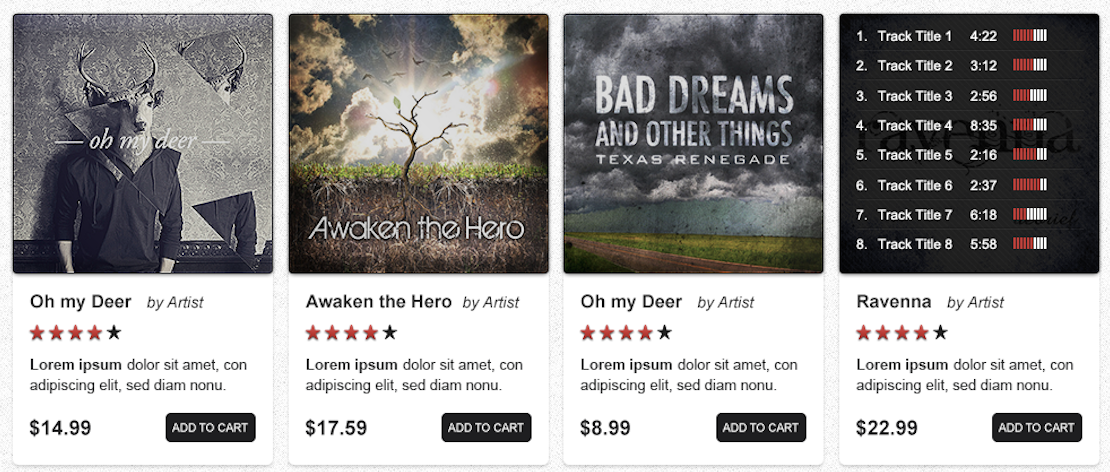 oh my deer
Oh my Deer by Artist
Lorem ipsum dolor sit amet, con
adipiscing elit, sed diam nonu.
$14.99 ADD TO CART
Awaken the Hero
Awaken the Hero by Artist
Lorem ipsum dolor sit amet, con
adipiscing elit, sed diam nonu.
$17.59 ADD TO CART
BAD DREAMS
AND OTHER THINGS
TEXAS RENEGADE
Oh my Deer by Artist
Lorem ipsum dolor sit amet, con
adipiscing elit, sed diam nonu.
$8.99 ADD TO CART
1. Track Title 1 4:22
2. Track Title 2 3:12
3. Track Title 3 2:56
4. Track Title 4 8:35
5. Track Title 5 2:16
6. Track Title 6 2:37
7. Track Title 7 6:18
8. Track Title 8 5:58
Ravenna by Artist
Lorem ipsum dolor sit amet, con
adipiscing elit, sed diam nonu.
$22.99 ADD TO CART